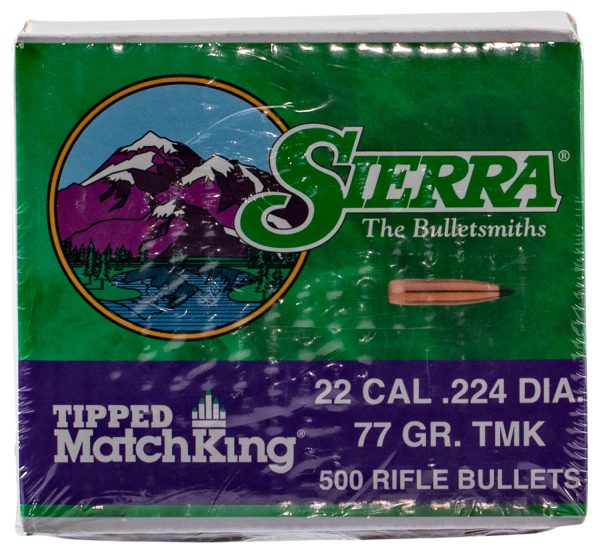 SIERRA®
The Bulletsmiths
22 CAL .224 DIA.
TIPPED
MatchKing®
77 GR. TMK
500 RIFLE BULLETS